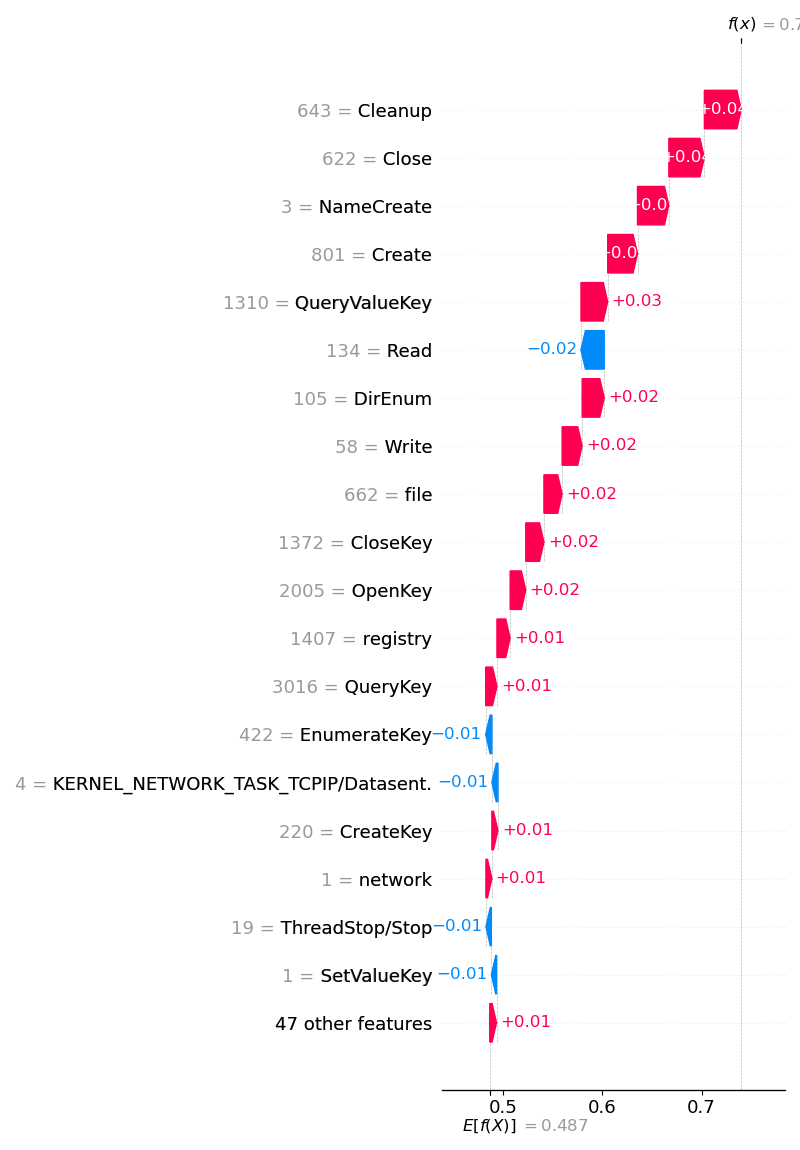 f(x) = 0.7
643 = Cleanup +0.04
622 = Close +0.04
3 = NameCreate
801 = Create
1310 = QueryValueKey +0.03
134 = Read −0.02
105 = DirEnum +0.02
58 = Write +0.02
662 = file +0.02
1372 = CloseKey +0.02
2005 = OpenKey +0.02
1407 = registry +0.01
3016 = QueryKey +0.01
422 = EnumerateKey −0.01
4 = KERNEL_NETWORK_TASK_TCPIP/Datasent. −0.01
220 = CreateKey +0.01
1 = network +0.01
19 = ThreadStop/Stop −0.01
1 = SetValueKey −0.01
47 other features +0.01
0.5 0.6 0.7
E[f(X)] = 0.487